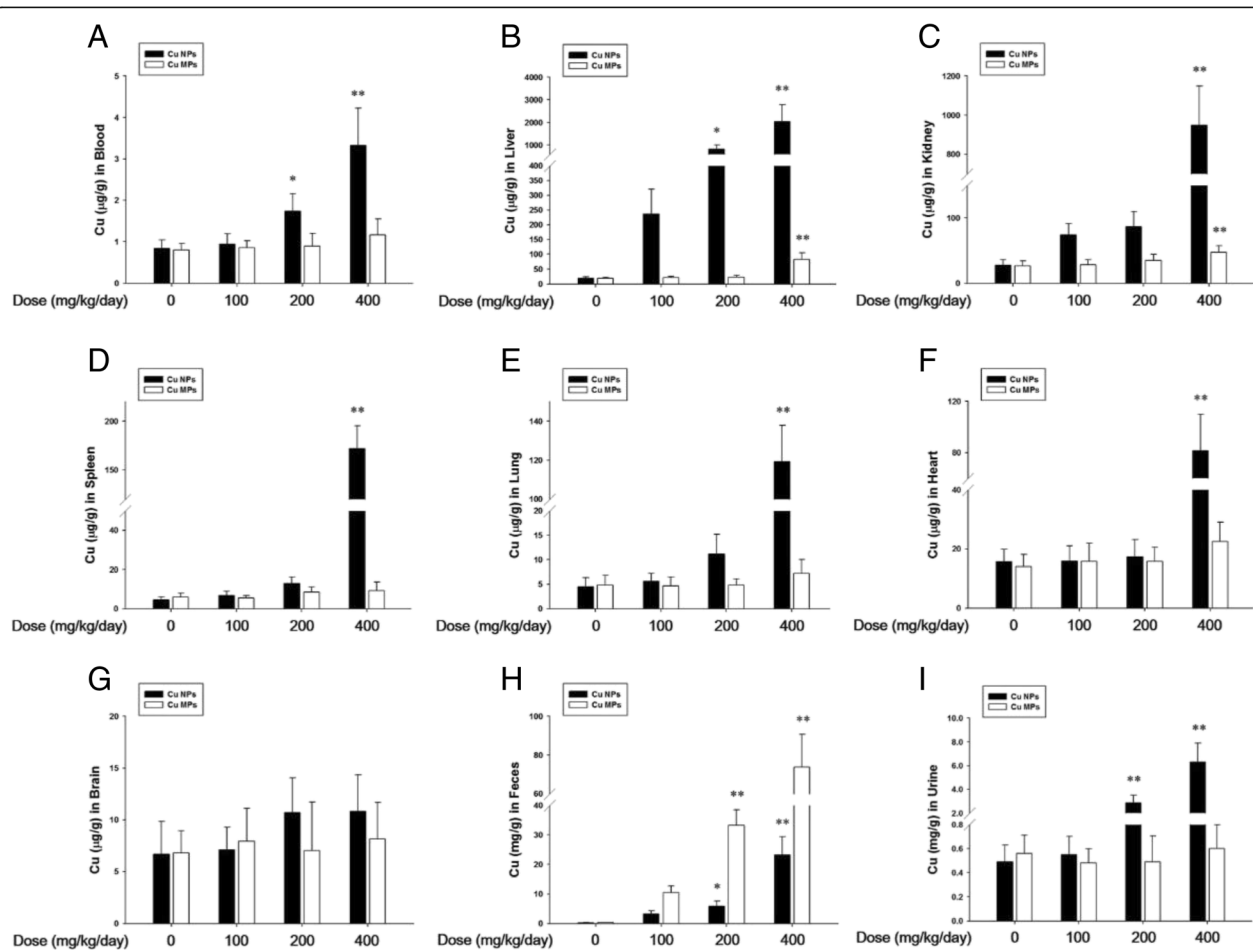 A
Cu NPs
Cu MPs
Cu (µg/g) in Blood
5
4
3
2
1
0
*
**
Dose (mg/kg/day) 0 100 200 400
B
Cu NPs
Cu MPs
Cu (µg/g) in Liver
4000
3000
2000
1000
400
350
300
250
200
150
100
50
0
*
**
**
Dose (mg/kg/day) 0 100 200 400
C
Cu NPs
Cu MPs
Cu (µg/g) in Kidney
1200
1000
800
100
0
**
**
Dose (mg/kg/day) 0 100 200 400
D
Cu NPs
Cu MPs
Cu (µg/g) in Spleen
200
150
40
20
0
**
Dose (mg/kg/day) 0 100 200 400
E
Cu NPs
Cu MPs
Cu (µg/g) in Lung
140
120
100
20
15
10
5
0
**
Dose (mg/kg/day) 0 100 200 400
F
Cu NPs
Cu MPs
Cu (µg/g) in Heart
120
80
40
20
0
**
Dose (mg/kg/day) 0 100 200 400
G
Cu NPs
Cu MPs
Cu (µg/g) in Brain
20
15
10
5
0
Dose (mg/kg/day) 0 100 200 400
H
Cu NPs
Cu MPs
Cu (mg/g) in Feces
100
80
60
40
30
20
10
0
*
**
**
**
Dose (mg/kg/day) 0 100 200 400
I
Cu NPs
Cu MPs
Cu (mg/g) in Urine
10.0
8.0
6.0
4.0
2.0
0.8
0.6
0.4
0.2
0.0
**
**
Dose (mg/kg/day) 0 100 200 400